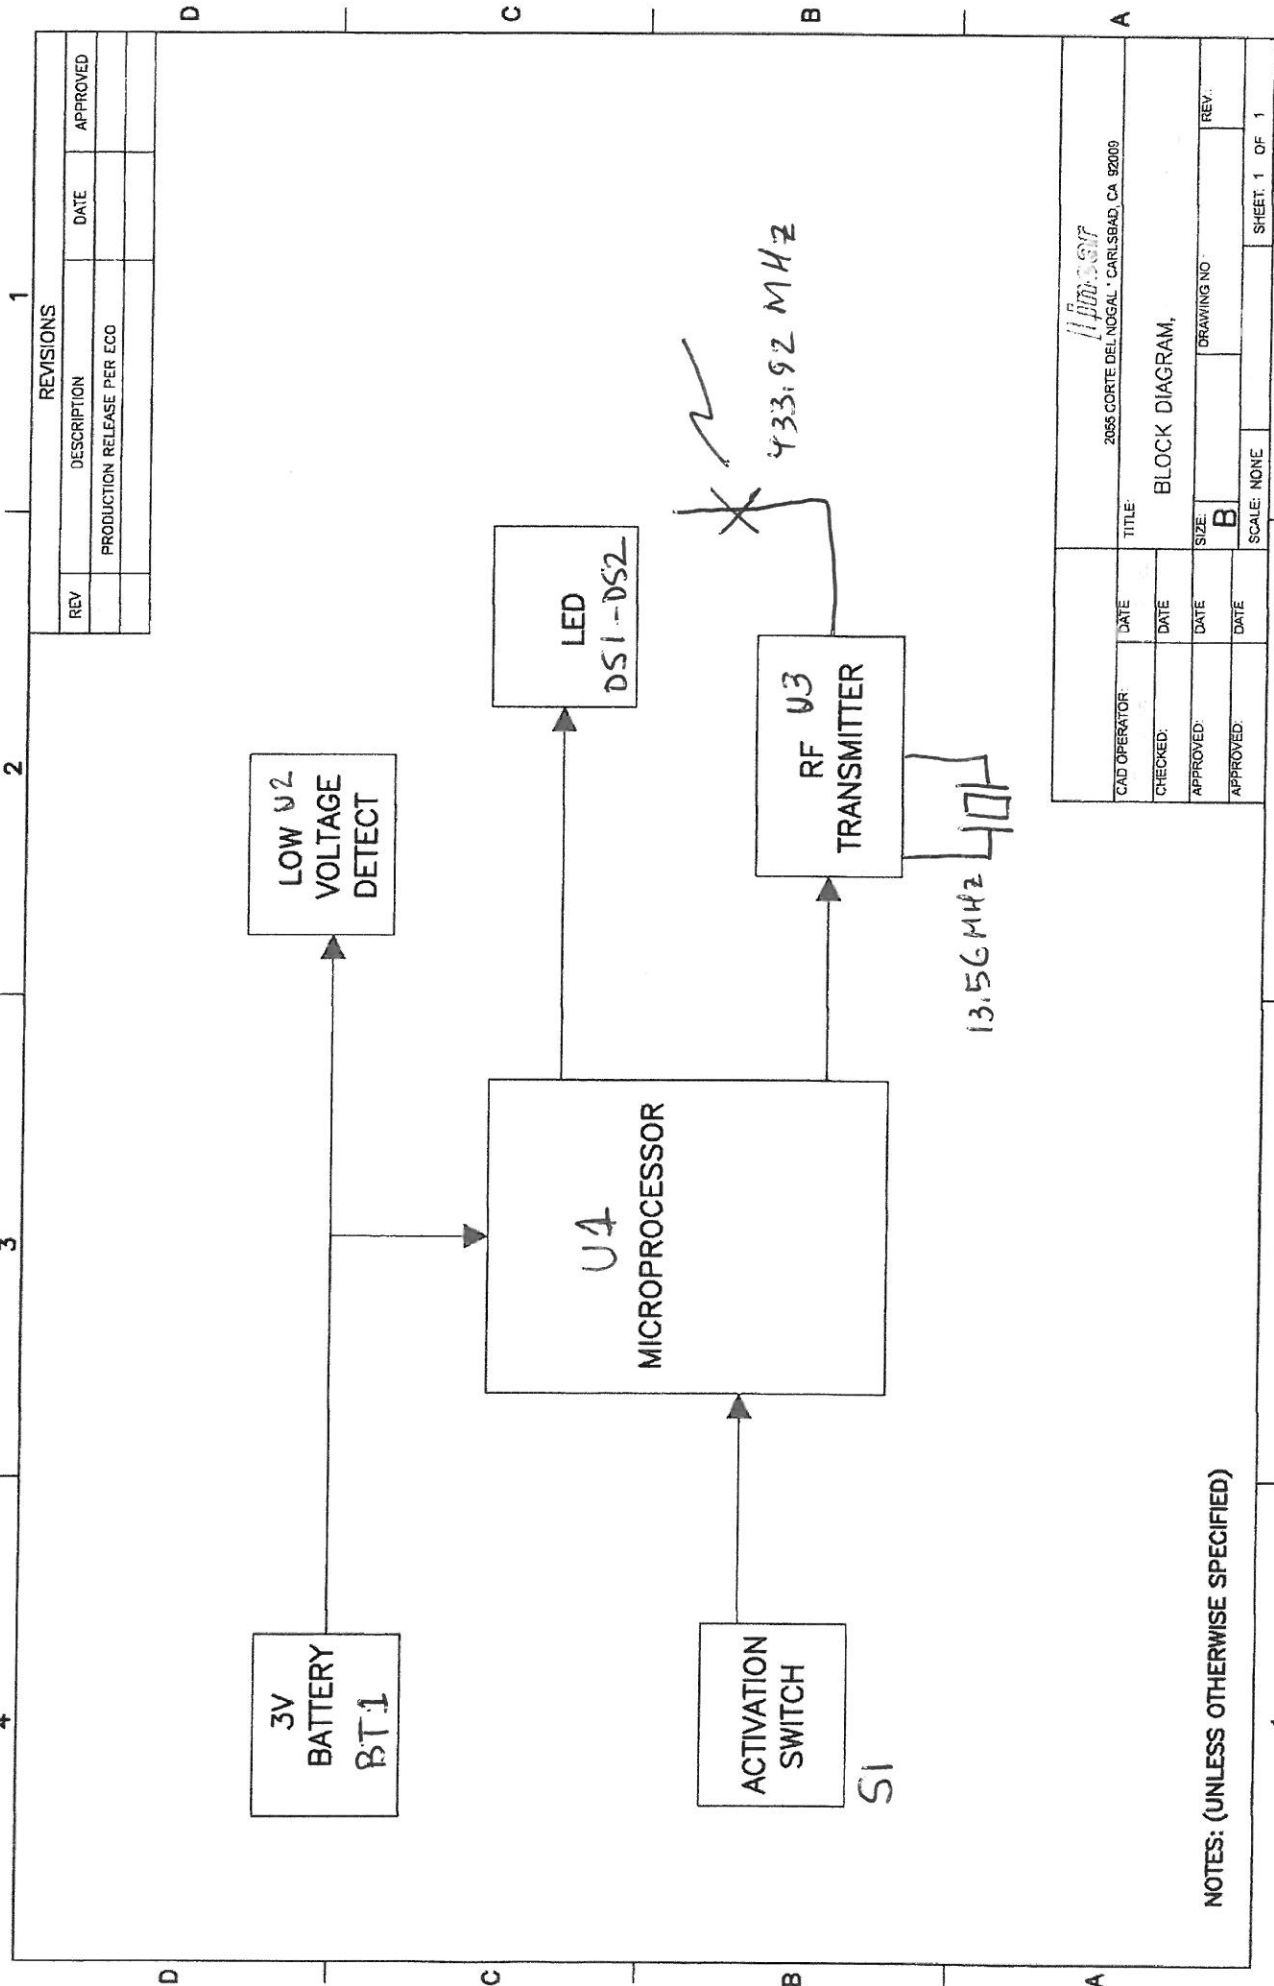 4
3
2
1
REVISIONS
REV
DESCRIPTION
DATE
APPROVED
PRODUCTION RELEASE PER ECO
D
D
3V
BATTERY
BT1
LOW U2
VOLTAGE
DETECT
C
C
U1
MICROPROCESSOR
LED
DS1-DS2
ACTIVATION
SWITCH
S1
RF U3
TRANSMITTER
433.92 MHz
13.56MHz
B
B
A
A
NOTES: (UNLESS OTHERWISE SPECIFIED)
2055 CORTE DEL NOGAL * CARLSBAD, CA 92009
CAD OPERATOR:
DATE
TITLE:
CHECKED:
DATE
BLOCK DIAGRAM,
APPROVED:
DATE
SIZE:
B
DRAWING NO
REV.:
APPROVED:
DATE
SCALE: NONE
SHEET: 1 OF 1